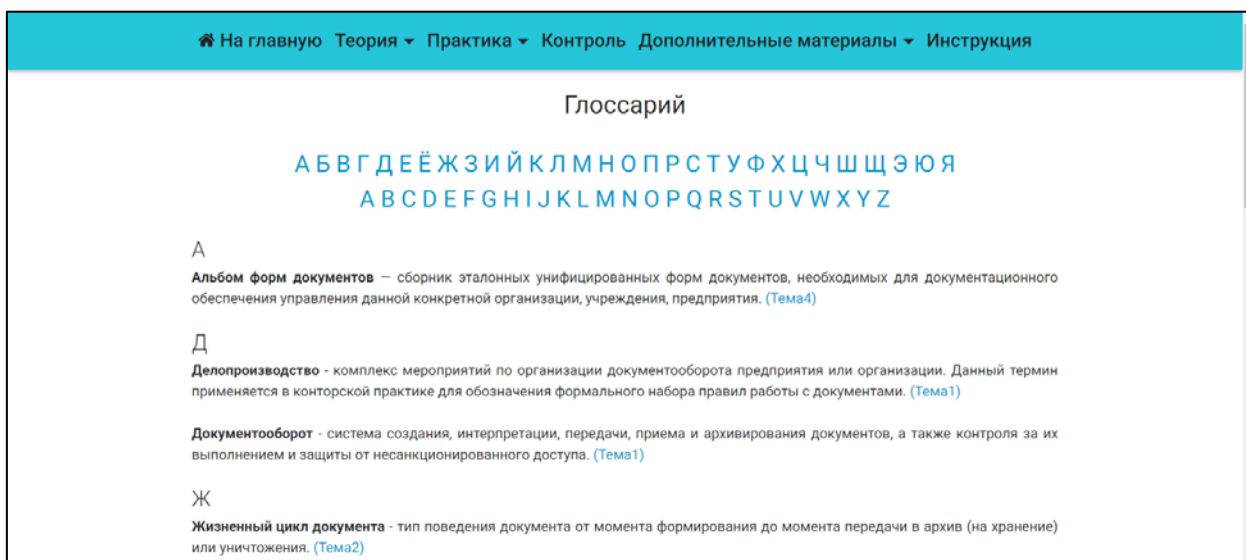 На главную Теория Практика Контроль Дополнительные материалы Инструкция
Глоссарий
А Б В Г Д Е Ё Ж З И Й К Л М Н О П Р С Т У Ф Х Ц Ч Ш Щ Э Ю Я
A B C D E F G H I J K L M N O P Q R S T U V W X Y Z
А
Альбом форм документов — сборник эталонных унифицированных форм документов, необходимых для документационного
обеспечения управления данной конкретной организации, учреждения, предприятия. (Тема4)
Д
Делопроизводство - комплекс мероприятий по организации документооборота предприятия или организации. Данный термин
применяется в конторской практике для обозначения формального набора правил работы с документами. (Тема1)
Документооборот - система создания, интерпретации, передачи, приема и архивирования документов, а также контроля за их
выполнением и защиты от несанкционированного доступа. (Тема1)
Ж
Жизненный цикл документа - тип поведения документа от момента формирования до момента передачи в архив (на хранение)
или уничтожения. (Тема2)